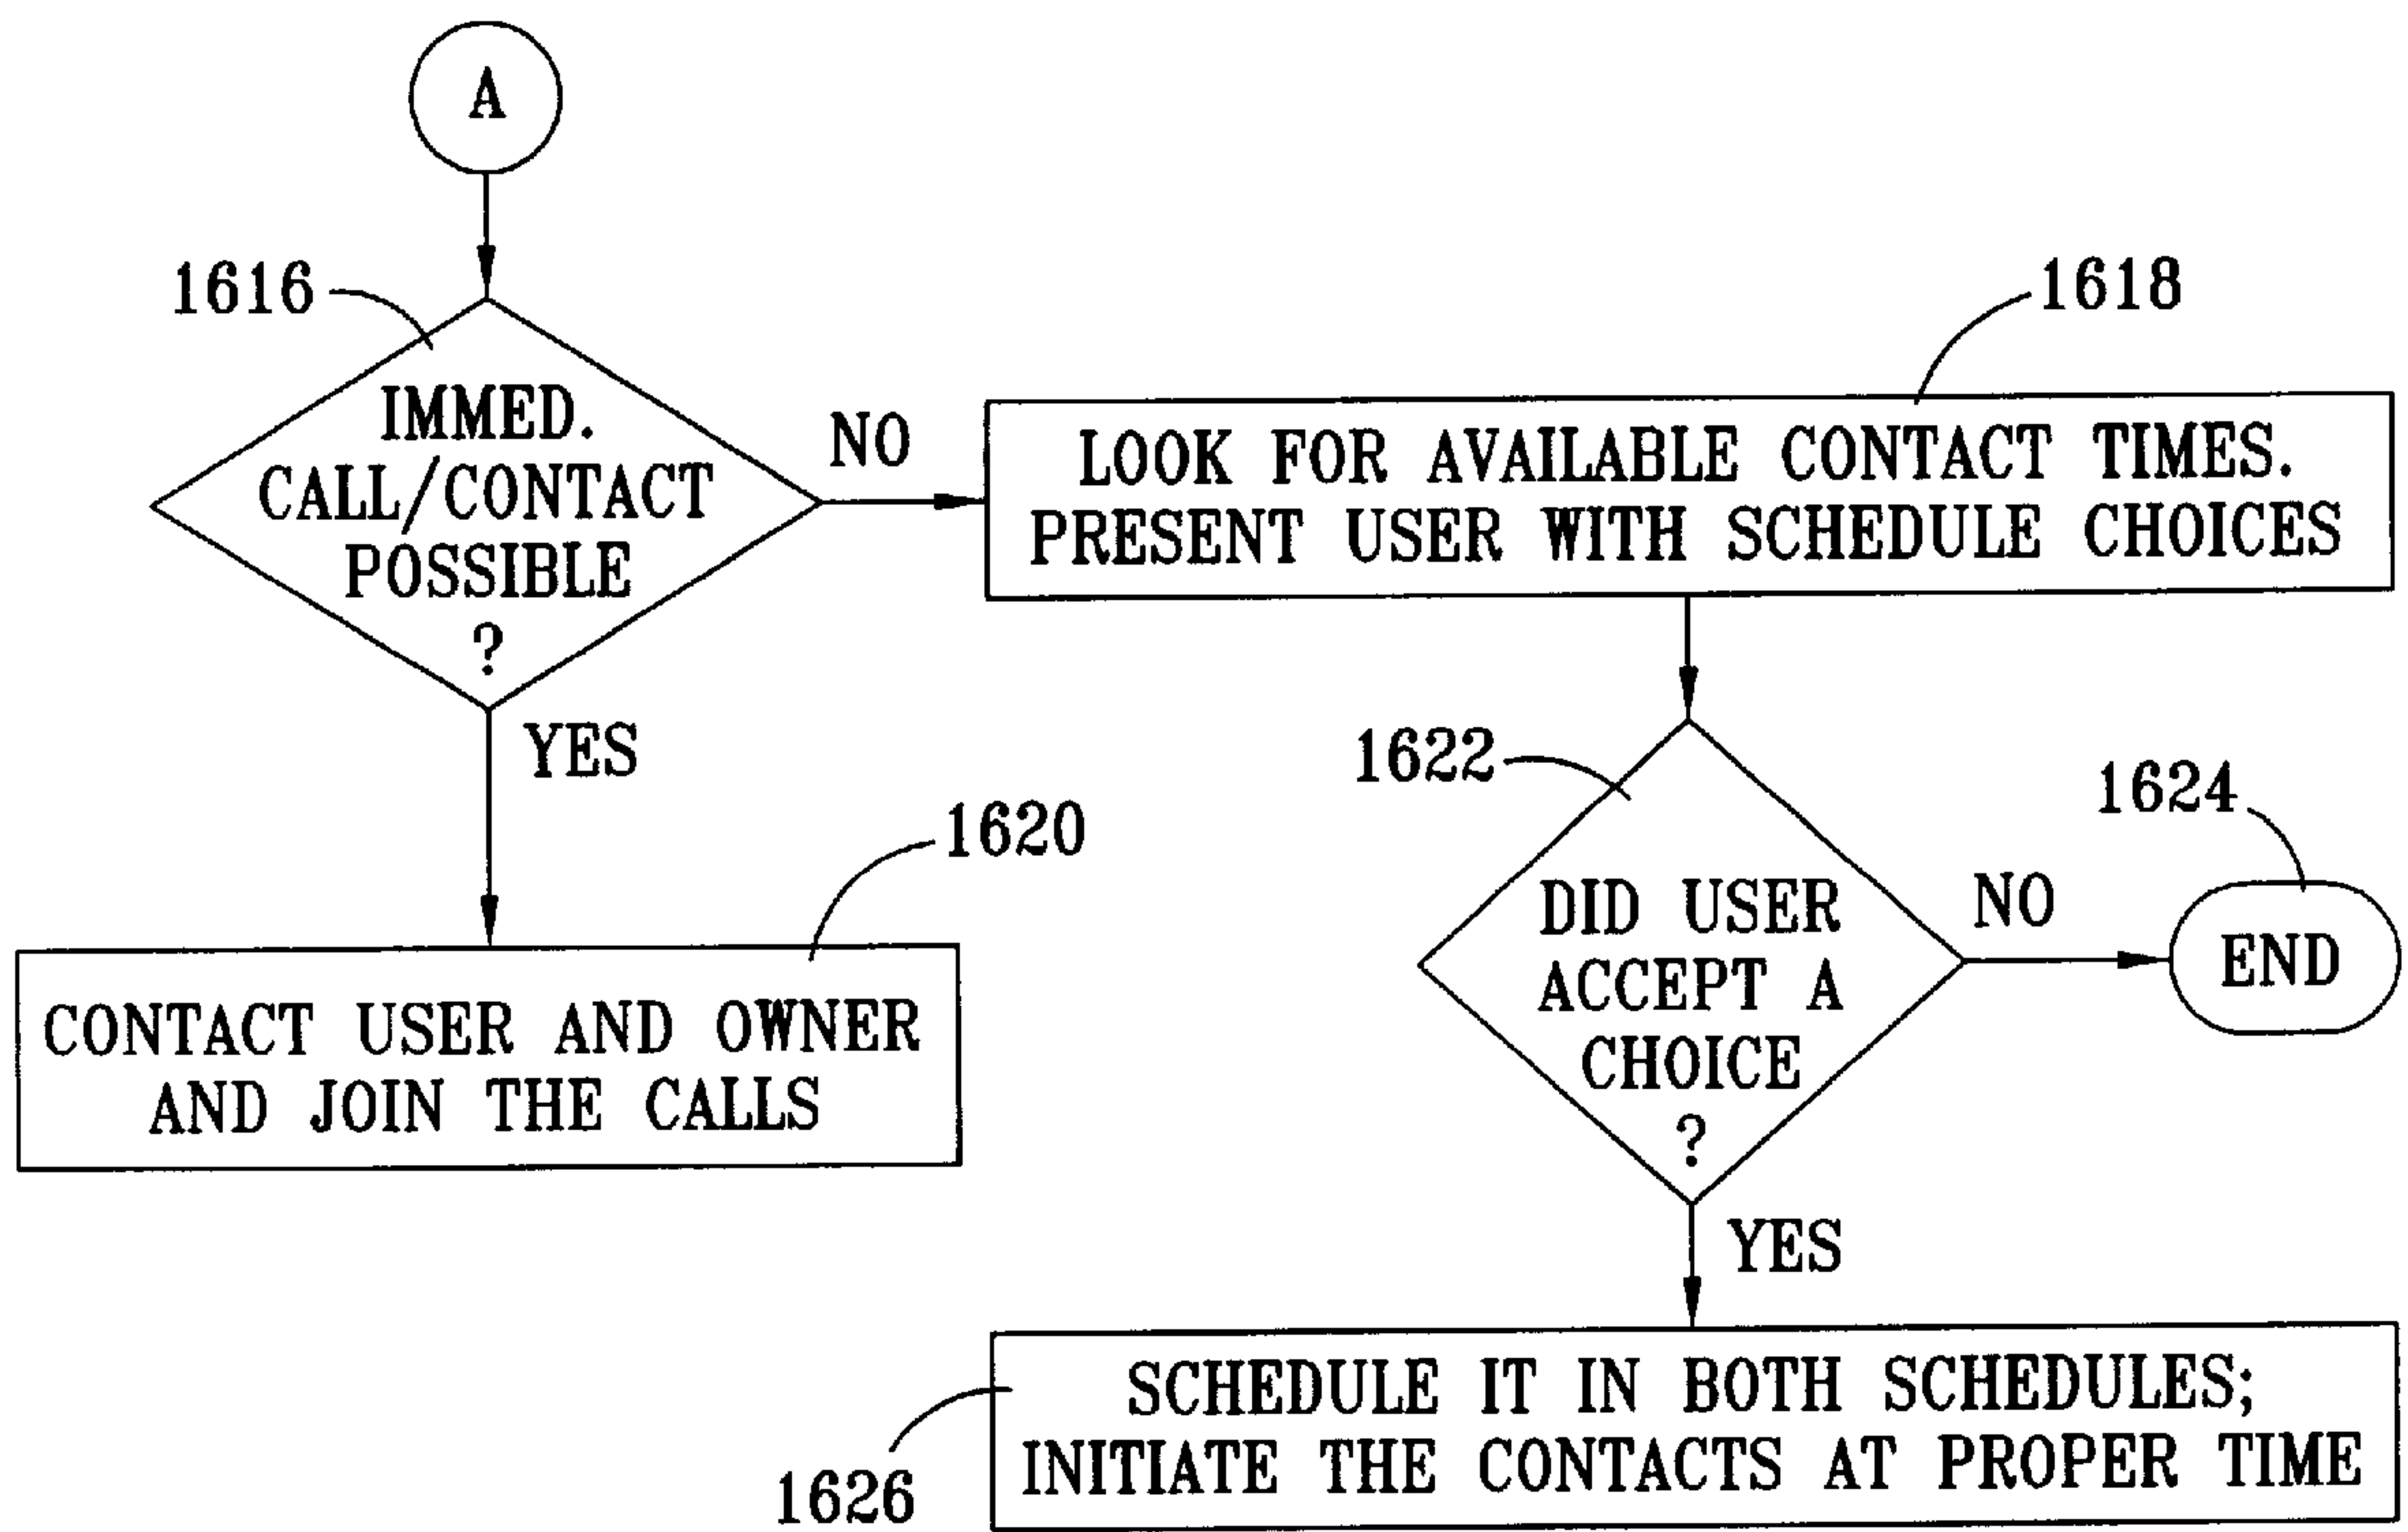 A
1616
IMMED.
CALL/CONTACT
POSSIBLE
?
NO
1618
LOOK FOR AVAILABLE CONTACT TIMES.
PRESENT USER WITH SCHEDULE CHOICES
YES
1620
CONTACT USER AND OWNER
AND JOIN THE CALLS
1622
DID USER
ACCEPT A
CHOICE
?
NO
1624
END
YES
1626
SCHEDULE IT IN BOTH SCHEDULES;
INITIATE THE CONTACTS AT PROPER TIME